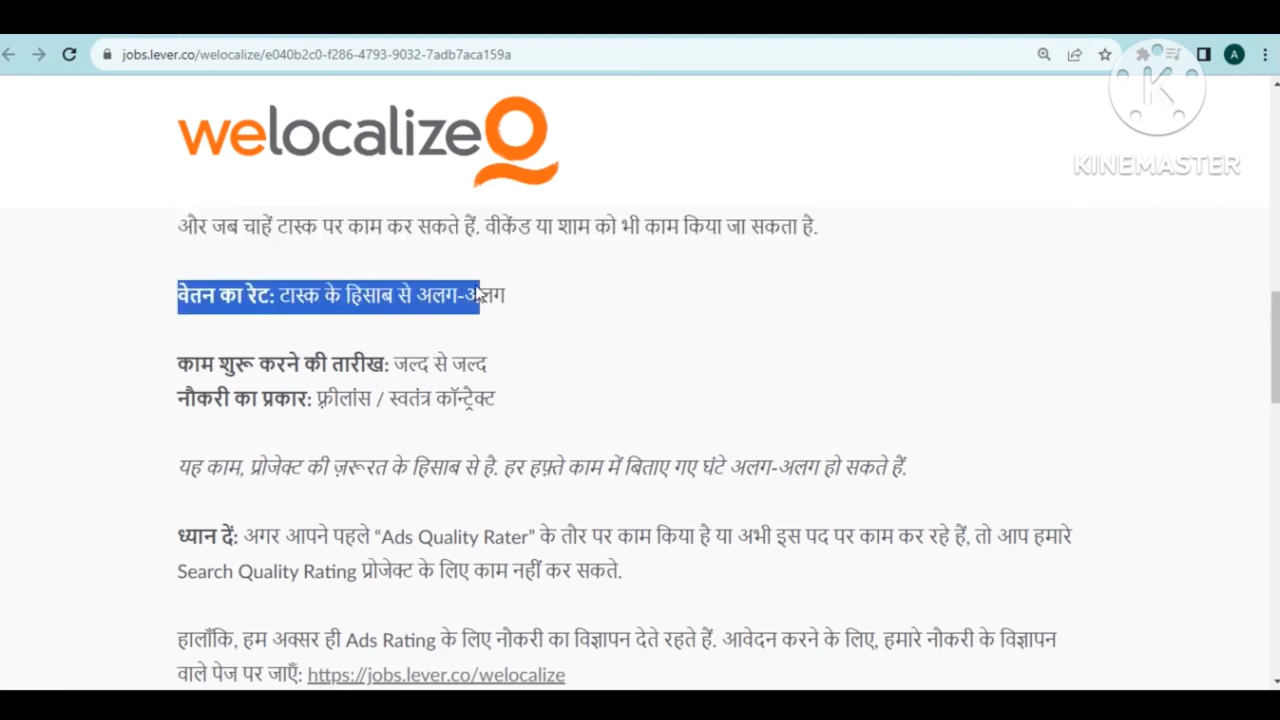 jobs.lever.co/welocalize/e040b2c0-f286-4793-9032-7adb7aca159a
A
K
KINEMASTER
welocalize
और जब चाहें टास्क पर काम कर सकते हैं. वीकेंड या शाम को भी काम किया जा सकता है.
वेतन का रेट: टास्क के हिसाब से अलग-अलग
काम शुरू करने की तारीख: जल्द से जल्द
नौकरी का प्रकार: फ़्रीलांस / स्वतंत्र कॉन्ट्रैक्ट
यह काम, प्रोजेक्ट की ज़रूरत के हिसाब से है. हर हफ़्ते काम में बिताए गए घंटे अलग-अलग हो सकते हैं.
ध्यान दें: अगर आपने पहले “Ads Quality Rater” के तौर पर काम किया है या अभी इस पद पर काम कर रहे हैं, तो आप हमारे
Search Quality Rating प्रोजेक्ट के लिए काम नहीं कर सकते.
हालाँकि, हम अक्सर ही Ads Rating के लिए नौकरी का विज्ञापन देते रहते हैं. आवेदन करने के लिए, हमारे नौकरी के विज्ञापन
वाले पेज पर जाएँ: https://jobs.lever.co/welocalize